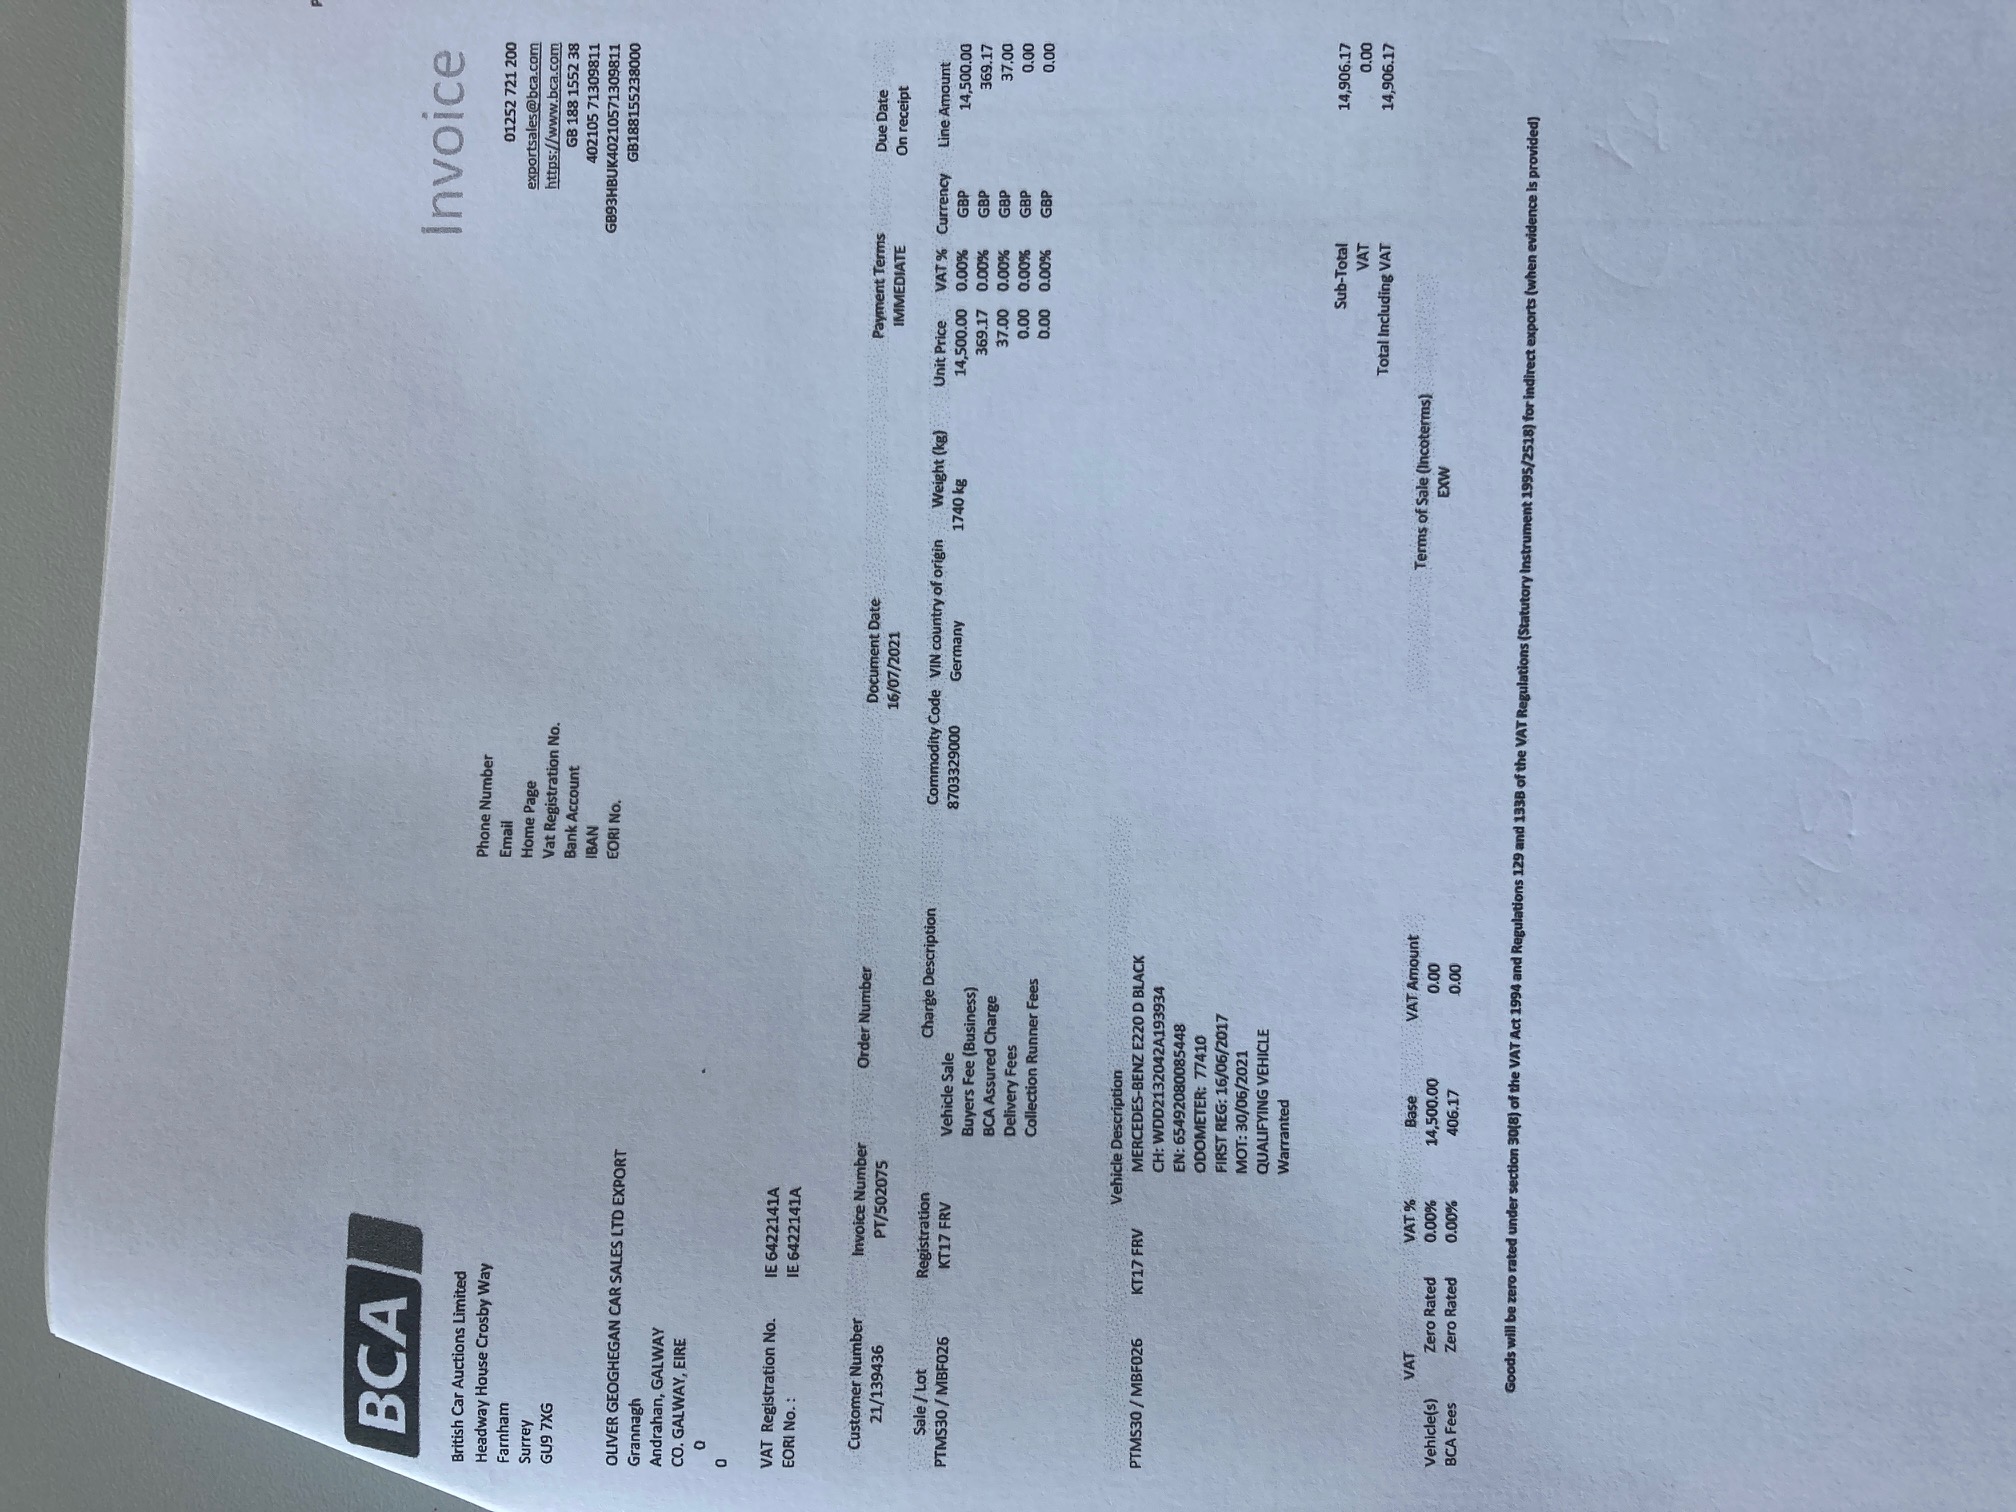 BCA
Invoice
British Car Auctions Limited
Headway House Crosby Way
Farnham
Surrey
GU9 7XG
Phone Number 01252 721 200
Email exportsales@bca.com
Home Page https://www.bca.com
Vat Registration No. GB 188 1552 38
Bank Account 402105 71309811
IBAN GB93HBUK40210571309811
EORI No. GB188155238000
OLIVER GEOGHEGAN CAR SALES LTD EXPORT
Grannagh
Andrahan, GALWAY
CO. GALWAY, EIRE
0
0
VAT Registration No. IE 6422141A
EORI No. : IE 6422141A
Customer Number Invoice Number Order Number Document Date Payment Terms Due Date
21/139436 PT/502075 16/07/2021 IMMEDIATE On receipt
Sale / Lot Registration Charge Description Commodity Code VIN country of origin Weight (kg) Unit Price VAT % Currency Line Amount
PTMS30 / MBF026 KT17 FRV Vehicle Sale 8703329000 Germany 1740 kg 14,500.00 0.00% GBP 14,500.00
Buyers Fee (Business) 369.17 0.00% GBP 369.17
BCA Assured Charge 37.00 0.00% GBP 37.00
Delivery Fees 0.00 0.00% GBP 0.00
Collection Runner Fees 0.00 0.00% GBP 0.00
Vehicle Description
PTMS30 / MBF026 KT17 FRV MERCEDES-BENZ E220 D BLACK
CH: WDD2132042A193934
EN: 65492080085448
ODOMETER: 77410
FIRST REG: 16/06/2017
MOT: 30/06/2021
QUALIFYING VEHICLE
Warranted
Sub-Total 14,906.17
VAT 0.00
Total Including VAT 14,906.17
VAT VAT % Base VAT Amount Terms of Sale (Incoterms)
Vehicle(s) Zero Rated 0.00% 14,500.00 0.00 EXW
BCA Fees Zero Rated 0.00% 406.17 0.00
Goods will be zero rated under section 30(8) of the VAT Act 1994 and Regulations 129 and 133B of the VAT Regulations (Statutory Instrument 1995/2518) for indirect exports (when evidence is provided)